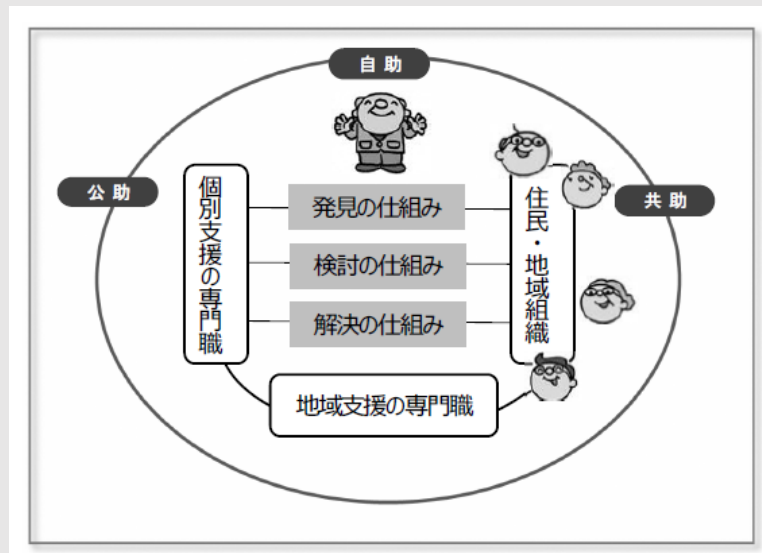 自助
公助
共助
個別支援の専門職
発見の仕組み
検討の仕組み
解決の仕組み
住民・地域組織
地域支援の専門職